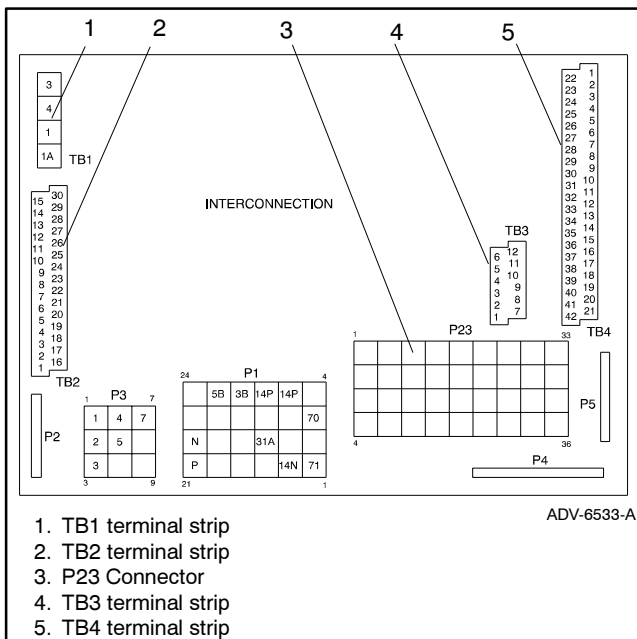 1 2 3 4 5
3
4
1
1A
TB1
15 30
14 29
13 28
12 27
11 26
10 25
9 24
8 23
7 22
6 21
5 20
4 19
3 18
2 17
1 16
TB2
INTERCONNECTION
TB3
6 12
5 11
4 10
3 9
2 8
1 7
22 1
23 2
24 3
25 4
26 5
27 6
28 7
29 8
30 9
31 10
32 11
33 12
34 13
35 14
36 15
37 16
38 17
39 18
40 19
41 20
42 21
TB4
P2
P3
1 7
1 4 7
2 5
3
3 9
P1
24 4
5B 3B 14P 14P
70
N 31A
P 14N 71
21 1
P23
1 33
4 36
P5
P4
ADV-6533-A
1. TB1 terminal strip
2. TB2 terminal strip
3. P23 Connector
4. TB3 terminal strip
5. TB4 terminal strip